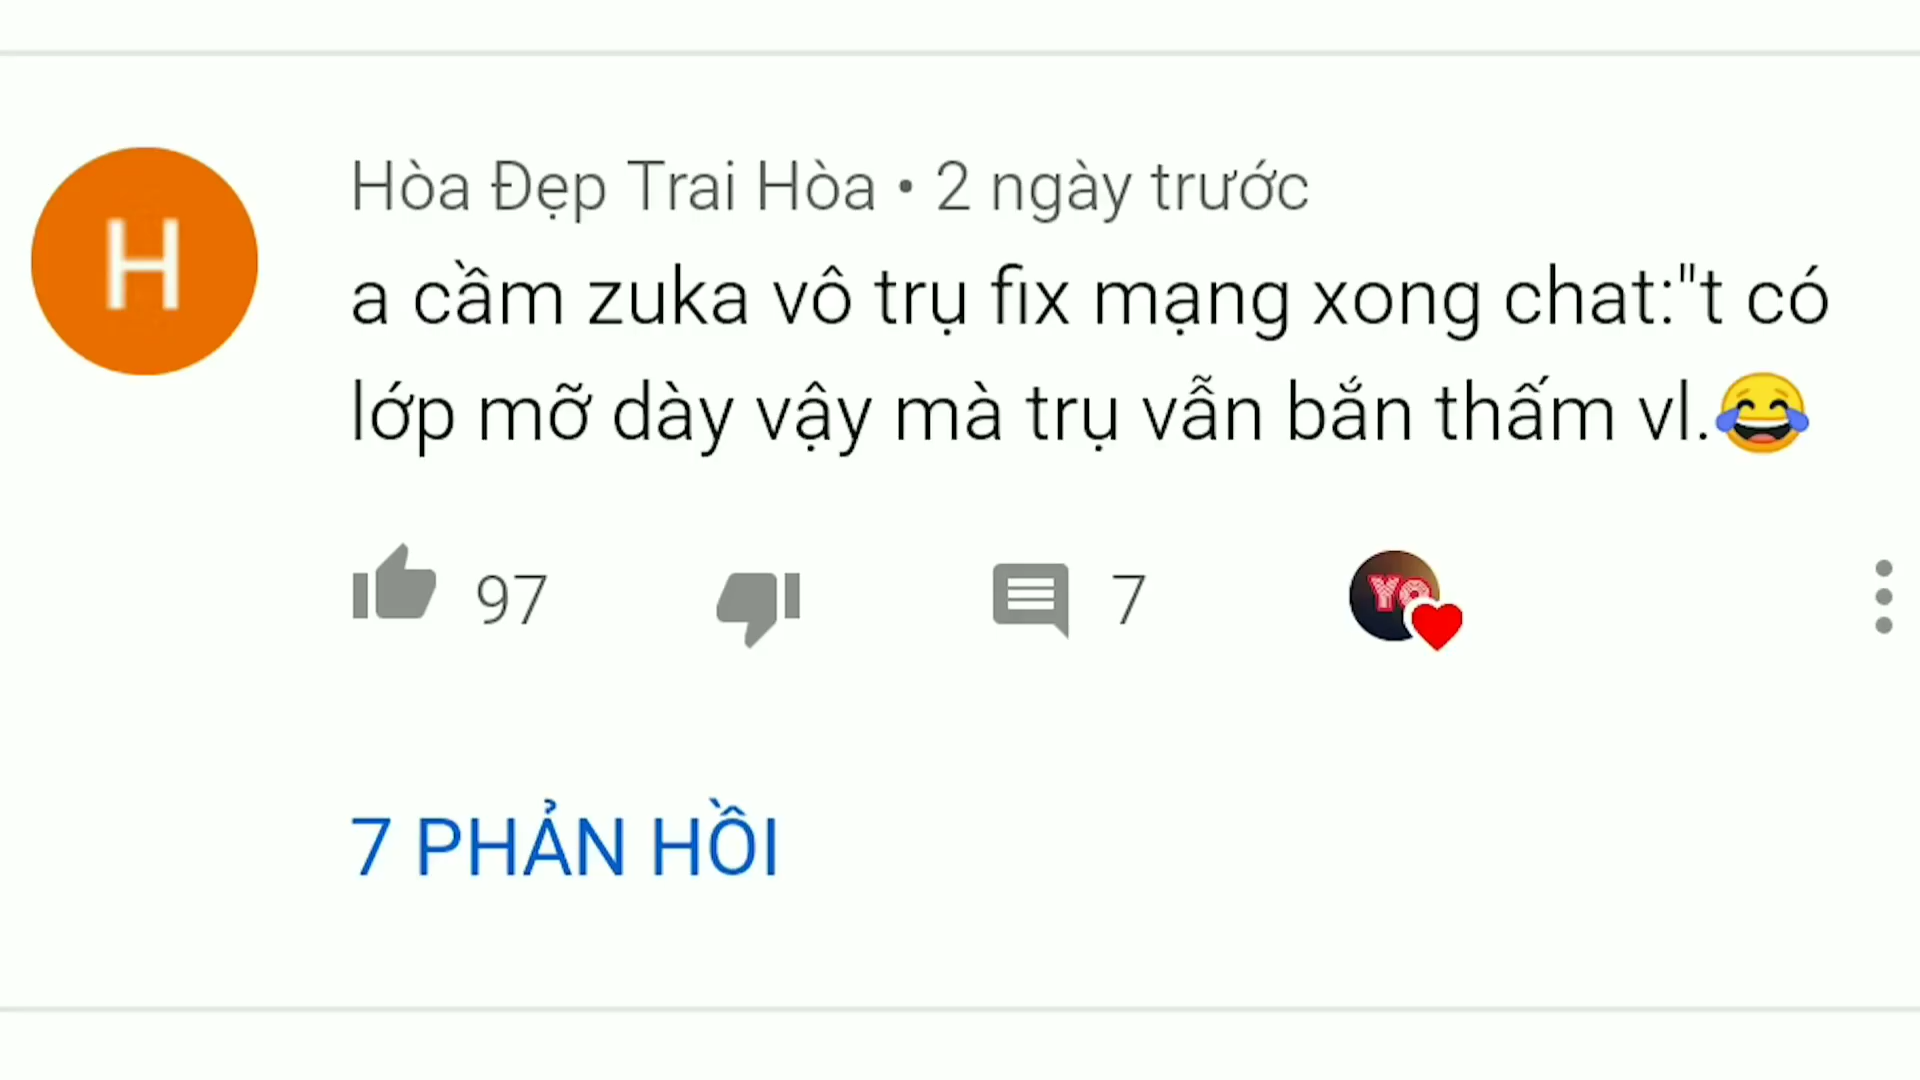 H
Hòa Đẹp Trai Hòa • 2 ngày trước
a cầm zuka vô trụ fix mạng xong chat:"t có
lớp mỡ dày vậy mà trụ vẫn bắn thấm vl.😂
97 7 YO
7 PHẢN HỒI